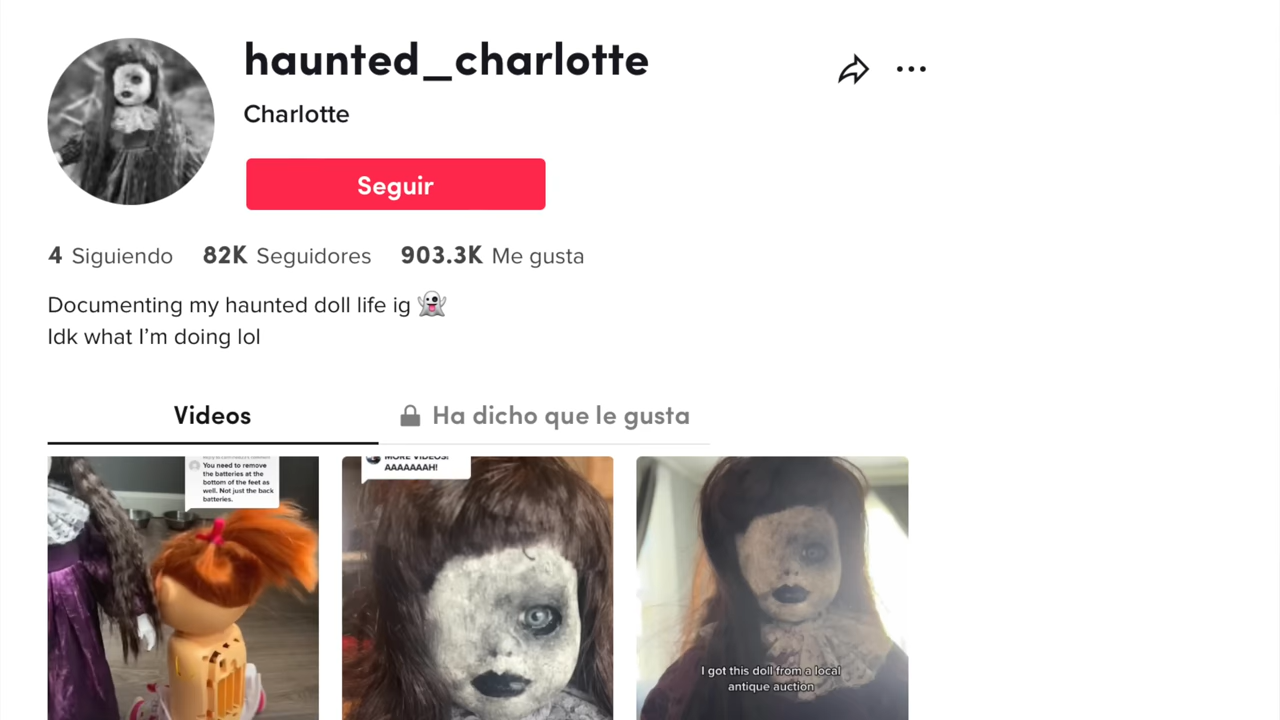 haunted_charlotte
Charlotte
Seguir
4 Siguiendo 82K Seguidores 903.3K Me gusta
Documenting my haunted doll life ig 👻
Idk what I’m doing lol
Videos
Ha dicho que le gusta
You need to remove
the batteries at the
bottom of the feet as
well. Not just the back
batteries.
MORE VIDEOS!
AAAAAAAH!
I got this doll from a local
antique auction